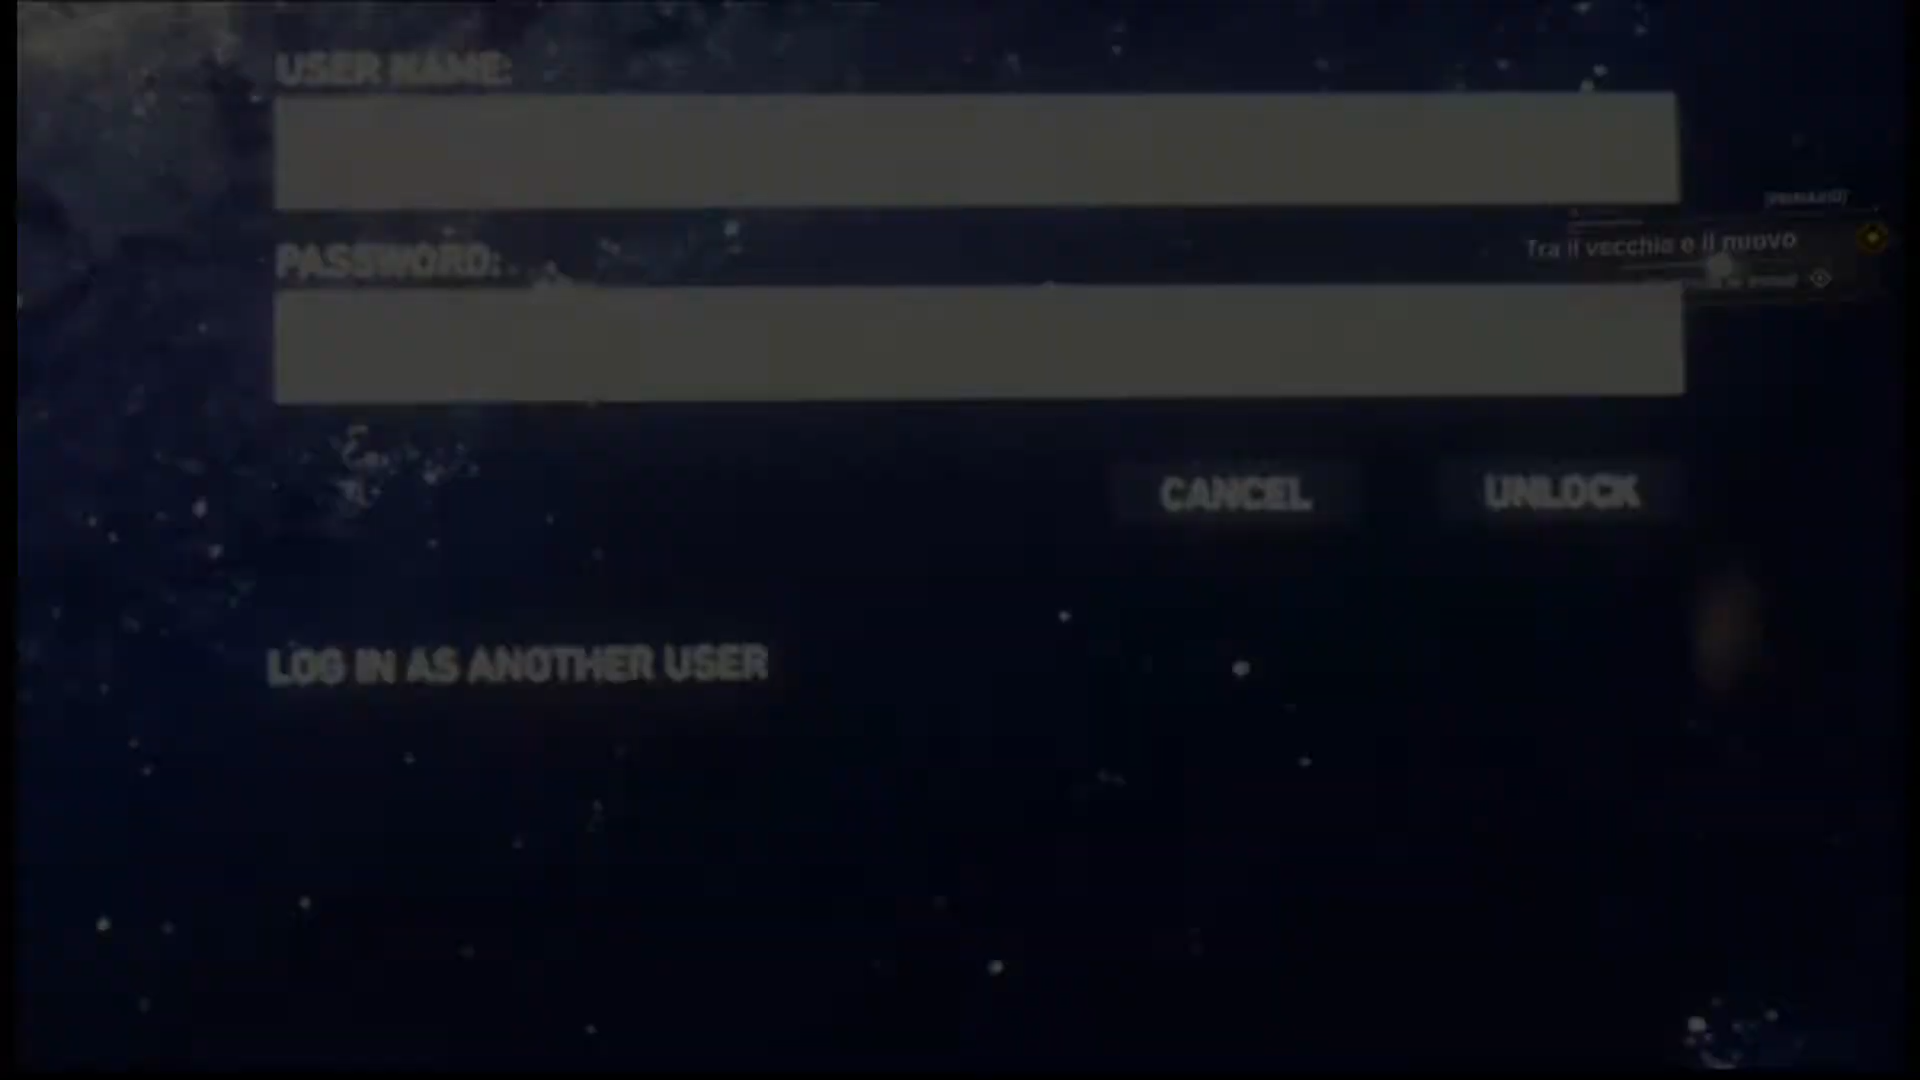 USER NAME:
PASSWORD:
Tra il vecchio e il nuovo
CANCEL
UNLOCK
LOG IN AS ANOTHER USER